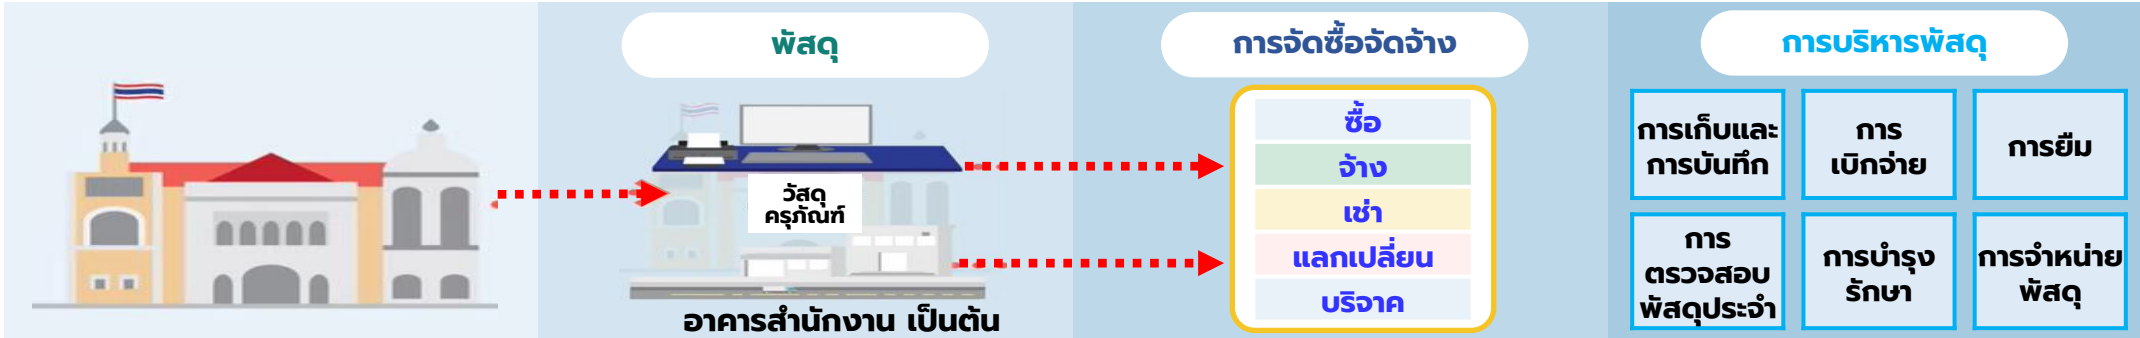 พัสดุ
วัสดุ
ครุภัณฑ์
อาคารสำนักงาน เป็นต้น
การจัดซื้อจัดจ้าง
ซื้อ
จ้าง
เช่า
แลกเปลี่ยน
บริจาค
การบริหารพัสดุ
การเก็บและ
การบันทึก
การ
เบิกจ่าย
การยืม
การ
ตรวจสอบ
พัสดุประจำ
การบำรุง
รักษา
การจำหน่าย
พัสดุ